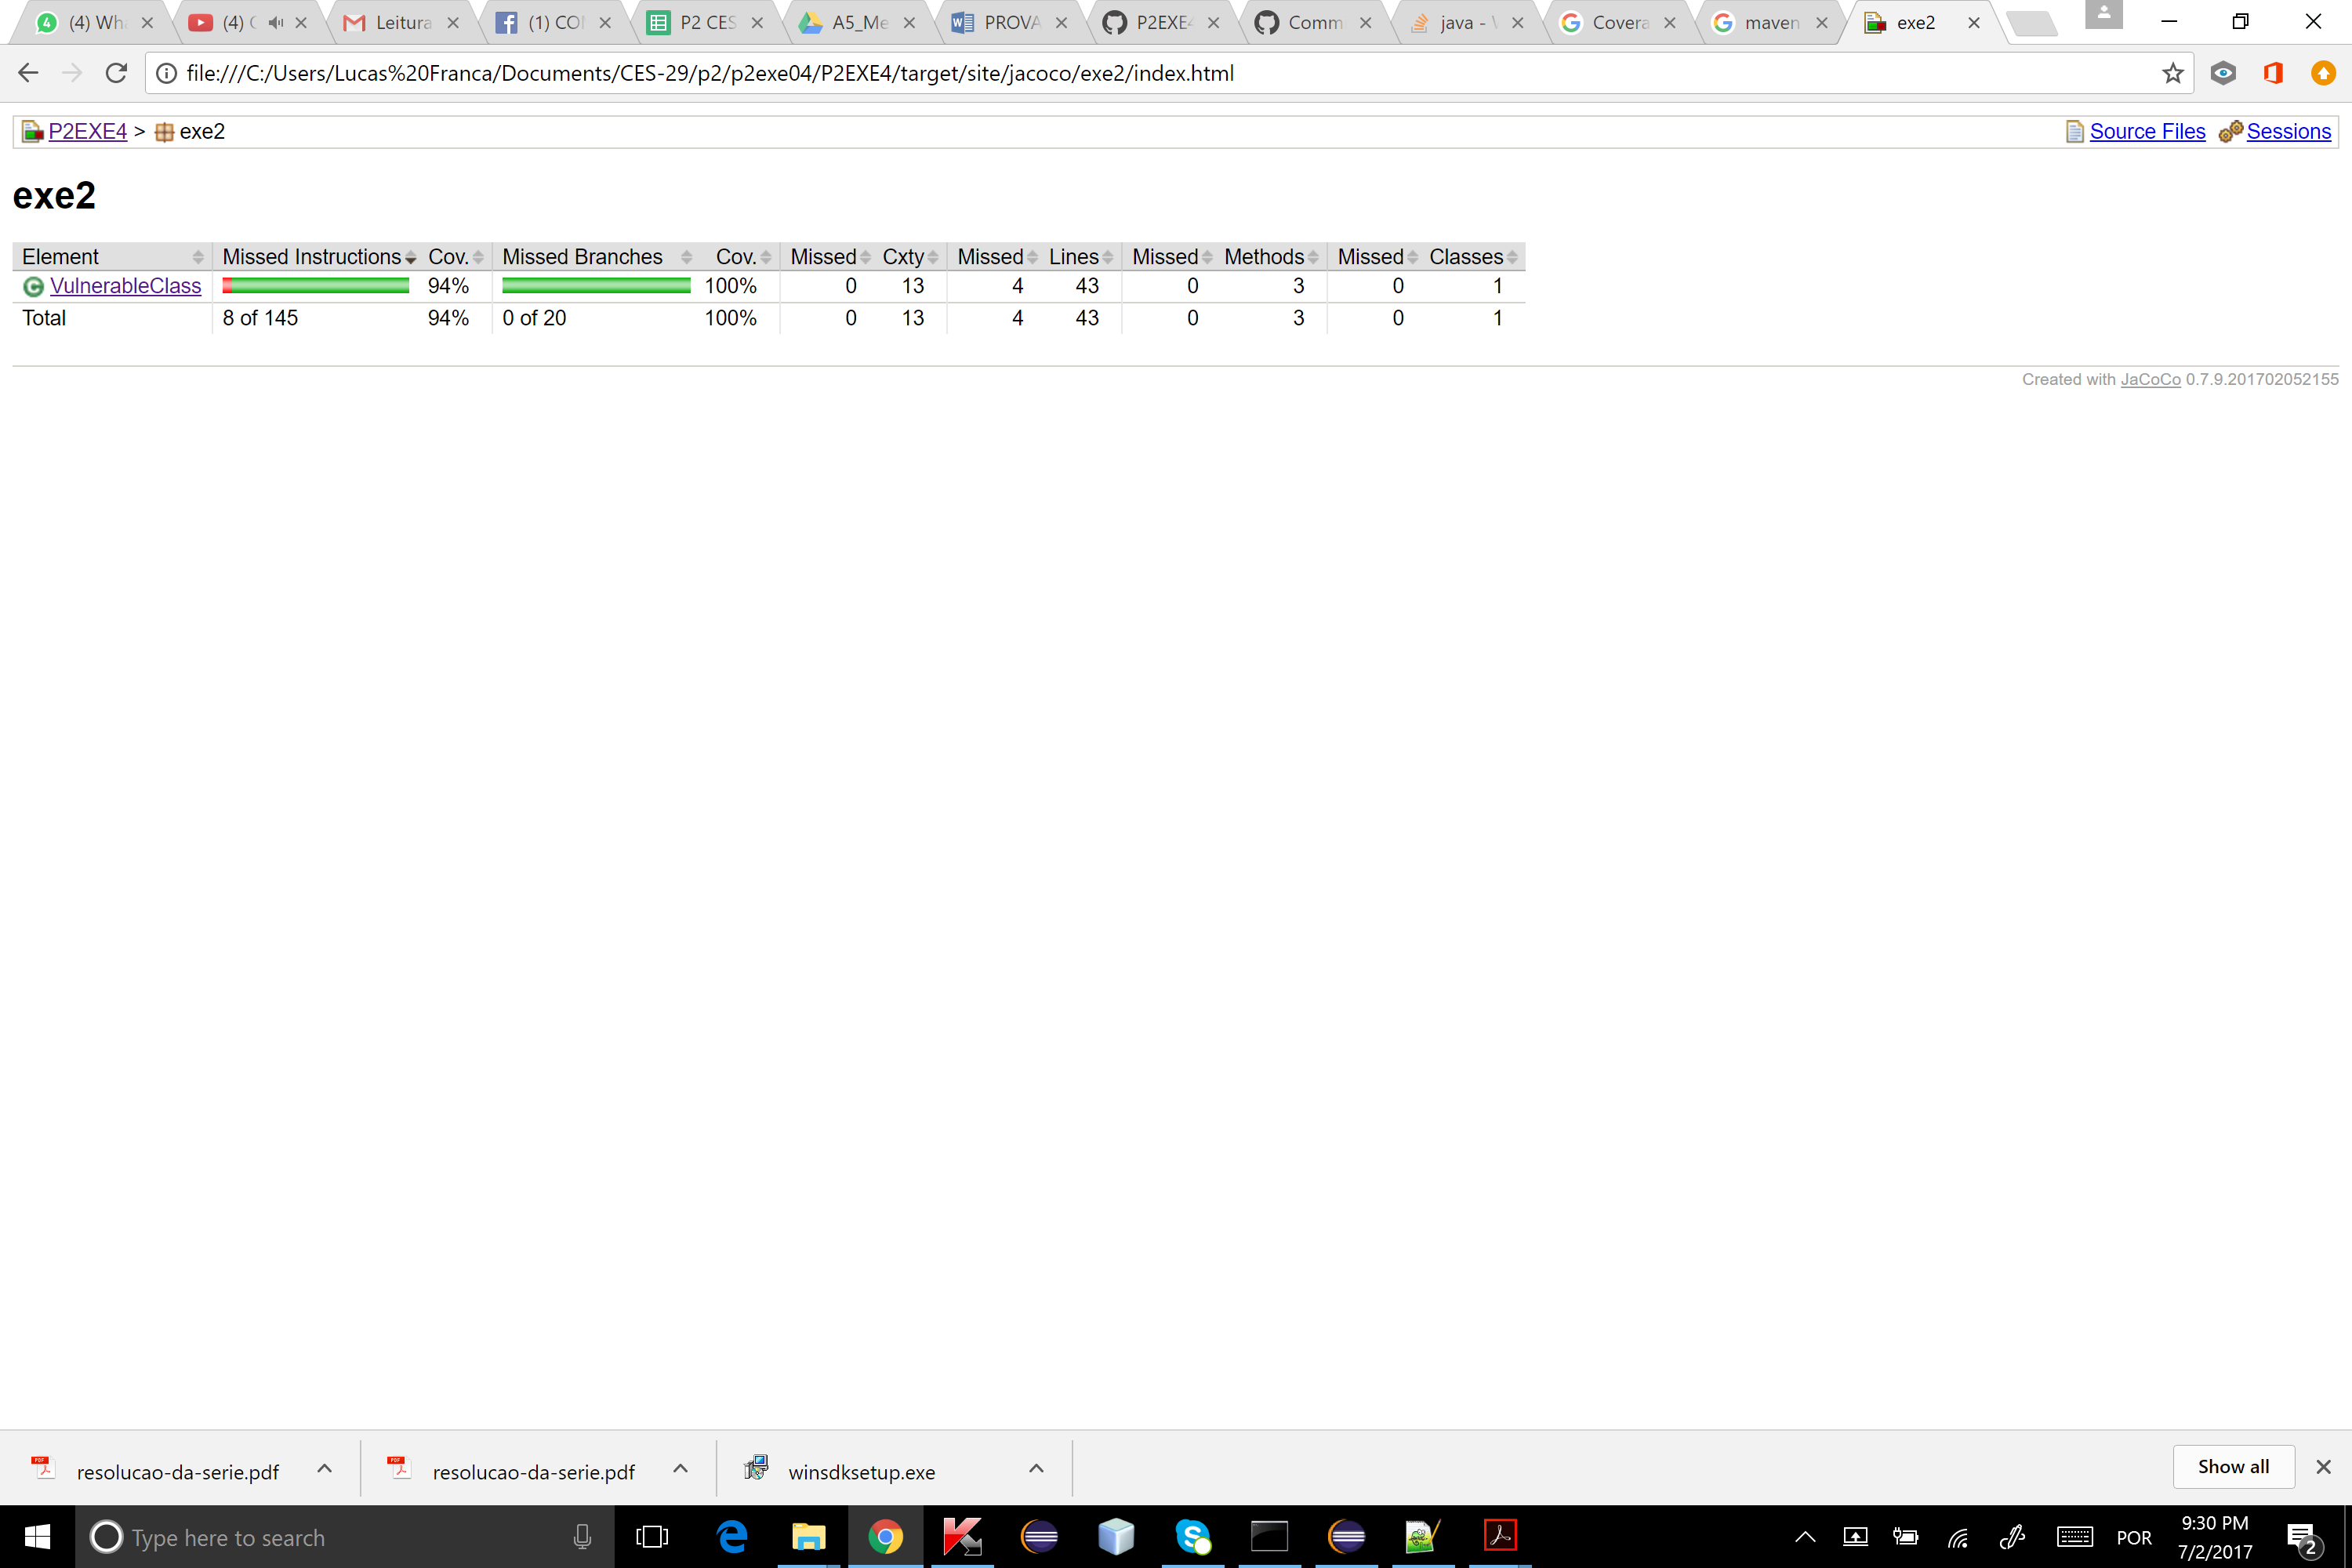 (4) Wh
(4) C
Leitura
(1) CO
P2 CES
A5_Me
PROVA
P2EXE4
Comm
java - V
Covera
maven
exe2
file:///C:/Users/Lucas%20Franca/Documents/CES-29/p2/p2exe04/P2EXE4/target/site/jacoco/exe2/index.html
P2EXE4 > exe2 Source Files Sessions
exe2
Element Missed Instructions Cov. Missed Branches Cov. Missed Cxty Missed Lines Missed Methods Missed Classes
VulnerableClass 94% 100% 0 13 4 43 0 3 0 1
Total 8 of 145 94% 0 of 20 100% 0 13 4 43 0 3 0 1
Created with JaCoCo 0.7.9.201702052155
resolucao-da-serie.pdf resolucao-da-serie.pdf winsdksetup.exe Show all
Type here to search
POR
9:30 PM
7/2/2017
2